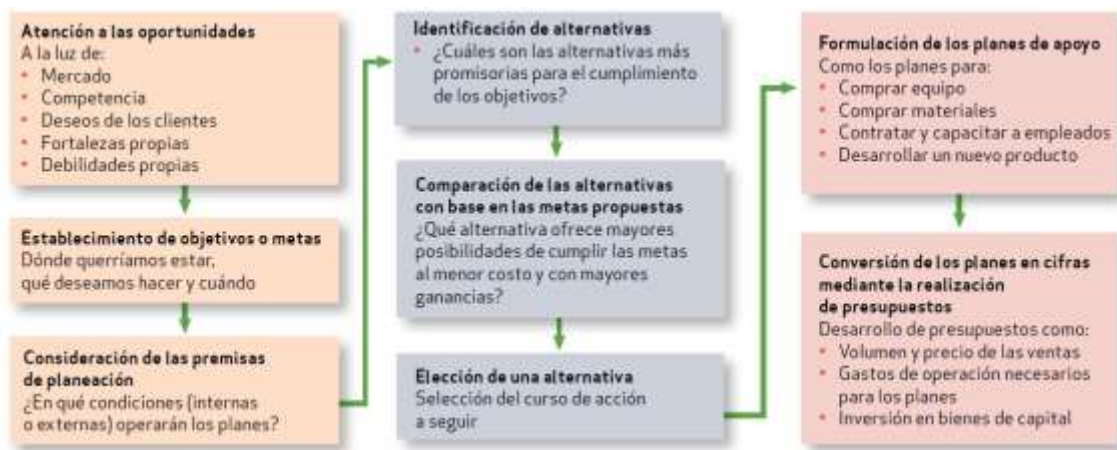 Atención a las oportunidades
A la luz de:
• Mercado
• Competencia
• Deseos de los clientes
• Fortalezas propias
• Debilidades propias
Establecimiento de objetivos o metas
Dónde querríamos estar,
qué deseamos hacer y cuándo
Consideración de las premisas
de planeación
¿En qué condiciones (internas
o externas) operarán los planes?
Identificación de alternativas
• ¿Cuáles son las alternativas más
promisorias para el cumplimiento
de los objetivos?
Comparación de las alternativas
con base en las metas propuestas
¿Qué alternativa ofrece mayores
posibilidades de cumplir las metas
al menor costo y con mayores
ganancias?
Elección de una alternativa
Selección del curso de acción
a seguir
Formulación de los planes de apoyo
Como los planes para:
• Comprar equipo
• Comprar materiales
• Contratar y capacitar a empleados
• Desarrollar un nuevo producto
Conversión de los planes en cifras
mediante la realización
de presupuestos
Desarrollo de presupuestos como:
• Volumen y precio de las ventas
• Gastos de operación necesarios
para los planes
• Inversión en bienes de capital